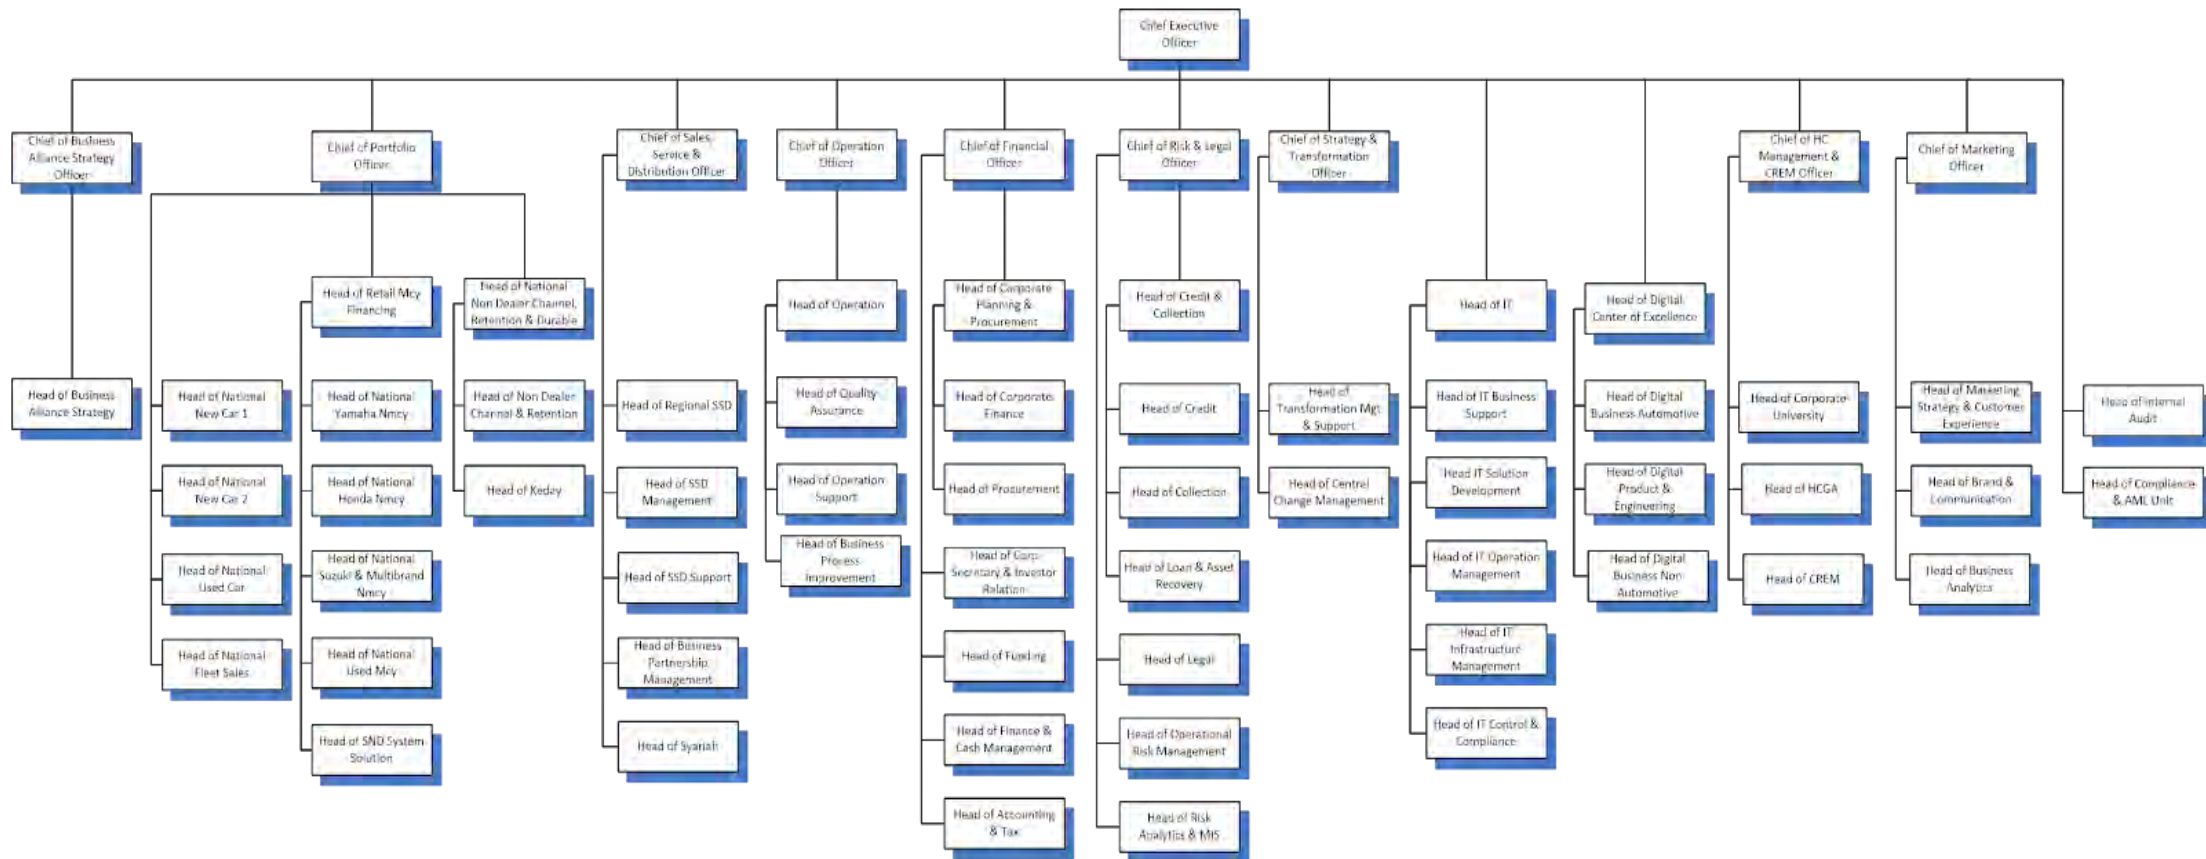 Chief Executive
Officer
Chief of Business
Alliance Strategy
Officer
Chief of Portfolio
Officer
Chief of Sales,
Service &
Distribution Officer
Chief of Operation
Officer
Chief of Financial
Officer
Chief of Risk & Legal
Officer
Chief of Strategy &
Transformation
Officer
Chief of HC
Management &
CREM Officer
Chief of Marketing
Officer
Head of Retail Mcy
Financing
Head of National
Non Dealer Channel,
Retention & Durable
Head of Operation
Head of Corporate
Planning &
Procurement
Head of Credit &
Collection
Head of IT
Head of Digital
Center of Excellence
Head of Business
Alliance Strategy
Head of National
New Car 1
Head of National
Yamaha Nmcy
Head of Non Dealer
Channel & Retention
Head of Regional SSD
Head of Quality
Assurance
Head of Corporate
Finance
Head of Credit
Head of
Transformation Mgt
& Support
Head of IT Business
Support
Head of Digital
Business Automotive
Head of Corporate
University
Head of Marketing
Strategy & Customer
Experience
Head of Internal
Audit
Head of National
New Car 2
Head of National
Honda Nmcy
Head of Keday
Head of SSD
Management
Head of Operation
Support
Head of Procurement
Head of Collection
Head of Central
Change Management
Head IT Solution
Development
Head of Digital
Product &
Engineering
Head of HCGA
Head of Brand &
Communication
Head of Compliance
& AML Unit
Head of National
Used Car
Head of National
Suzuki & Multibrand
Nmcy
Head of SSD Support
Head of Business
Process
Improvement
Head of Corp.
Secretary & Investor
Relation
Head of Loan & Asset
Recovery
Head of IT Operation
Management
Head of Digital
Business Non
Automotive
Head of CREM
Head of Business
Analytics
Head of National
Fleet Sales
Head of National
Used Mcy
Head of Business
Partnership
Management
Head of Funding
Head of Legal
Head of IT
Infrastructure
Management
Head of SND System
Solution
Head of Syariah
Head of Finance &
Cash Management
Head of Operational
Risk Management
Head of IT Control &
Compliance
Head of Accounting
& Tax
Head of Risk
Analytics & MIS